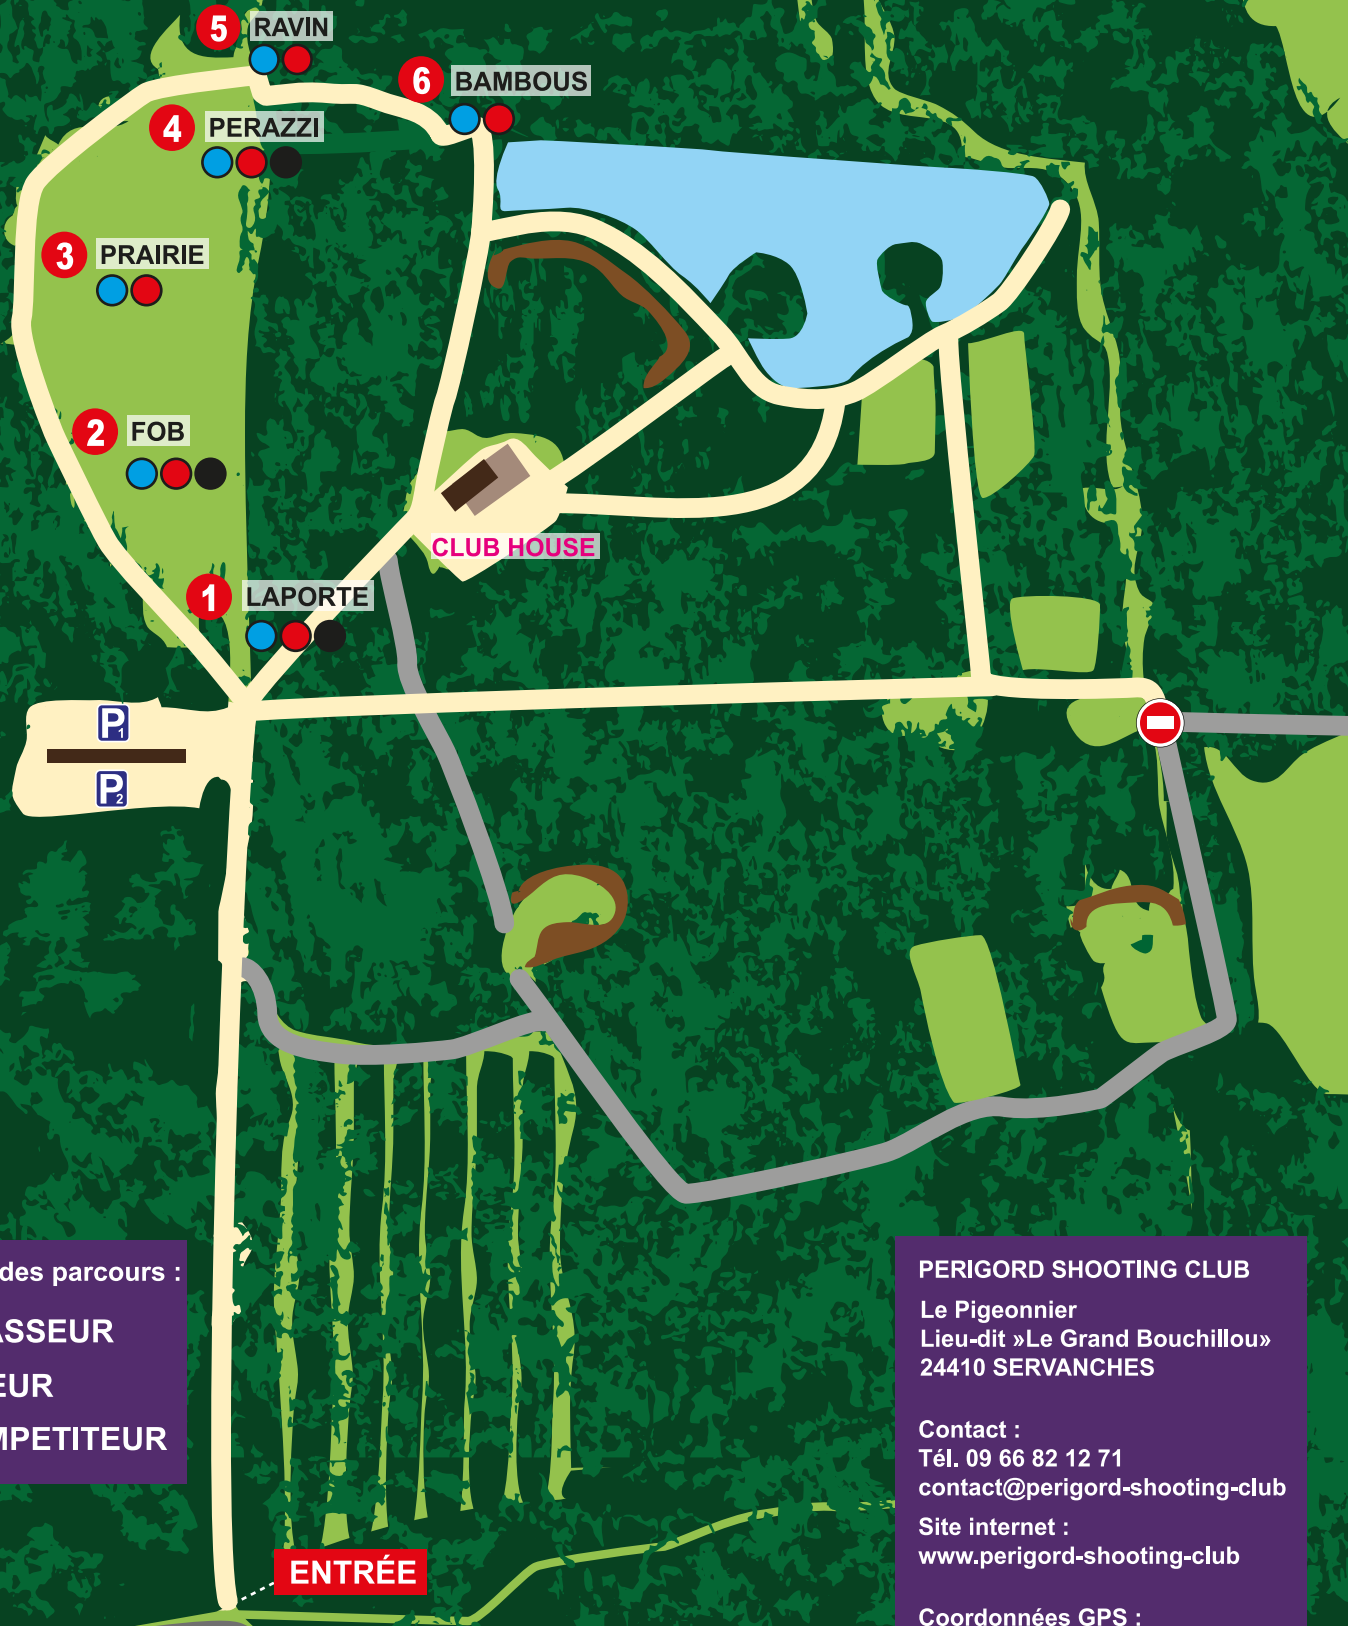 5 RAVIN
6 BAMBOUS
4 PERAZZI
3 PRAIRIE
2 FOB
CLUB HOUSE
1 LAPORTE
P1
P2
des parcours :
ASSEUR
EUR
MPETITEUR
ENTRÉE
PERIGORD SHOOTING CLUB
Le Pigeonnier
Lieu-dit »Le Grand Bouchillou»
24410 SERVANCHES
Contact :
Tél. 09 66 82 12 71
contact@perigord-shooting-club
Site internet :
www.perigord-shooting-club
Coordonnées GPS :